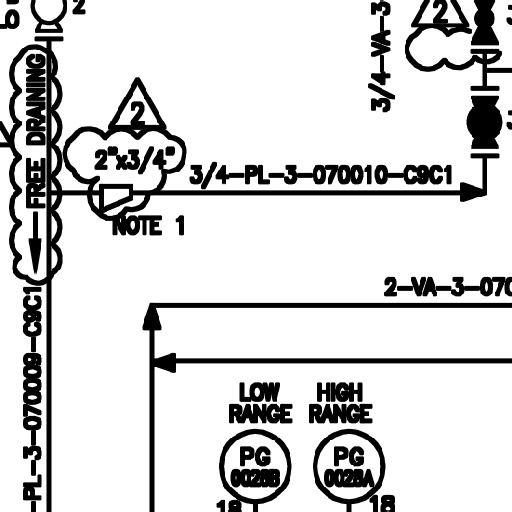 2
2
3/4-VA-3
FREE DRAINING
2
2"x3/4"
3/4-PL-3-070010-C9C1
NOTE 1
2-VA-3-070
-PL-3-070009-C9C1
LOW
RANGE
HIGH
RANGE
PG
0028B
PG
0028A
18
18